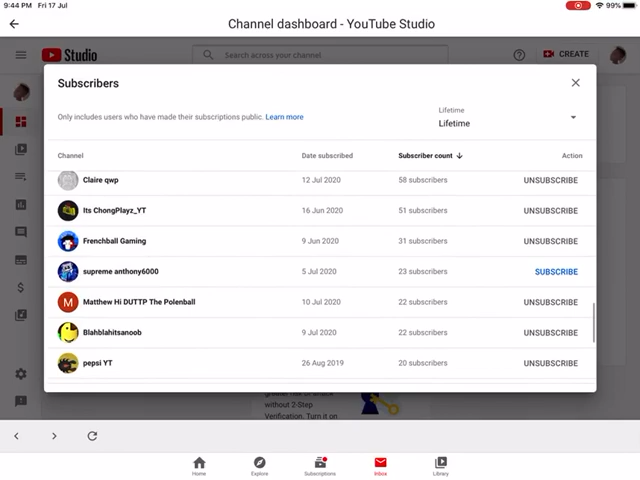 9:44 PM Fri 17 Jul
99%
Channel dashboard - YouTube Studio
Studio
Search across your channel
CREATE
Subscribers
Only includes users who have made their subscriptions public. Learn more
Lifetime
Lifetime
Channel Date subscribed Subscriber count Action
Claire qwp 12 Jul 2020 58 subscribers UNSUBSCRIBE
Its ChongPlayz_YT 16 Jun 2020 51 subscribers UNSUBSCRIBE
Frenchball Gaming 9 Jun 2020 31 subscribers UNSUBSCRIBE
supreme anthony6000 5 Jul 2020 23 subscribers SUBSCRIBE
M Matthew Hi DUTTP The Polenball 10 Jul 2020 22 subscribers UNSUBSCRIBE
Blahblahitsanoob 9 Jul 2020 22 subscribers UNSUBSCRIBE
pepsi YT 26 Aug 2019 20 subscribers UNSUBSCRIBE
without 2-Step
Verification. Turn it on
Home Explore Subscriptions Inbox Library